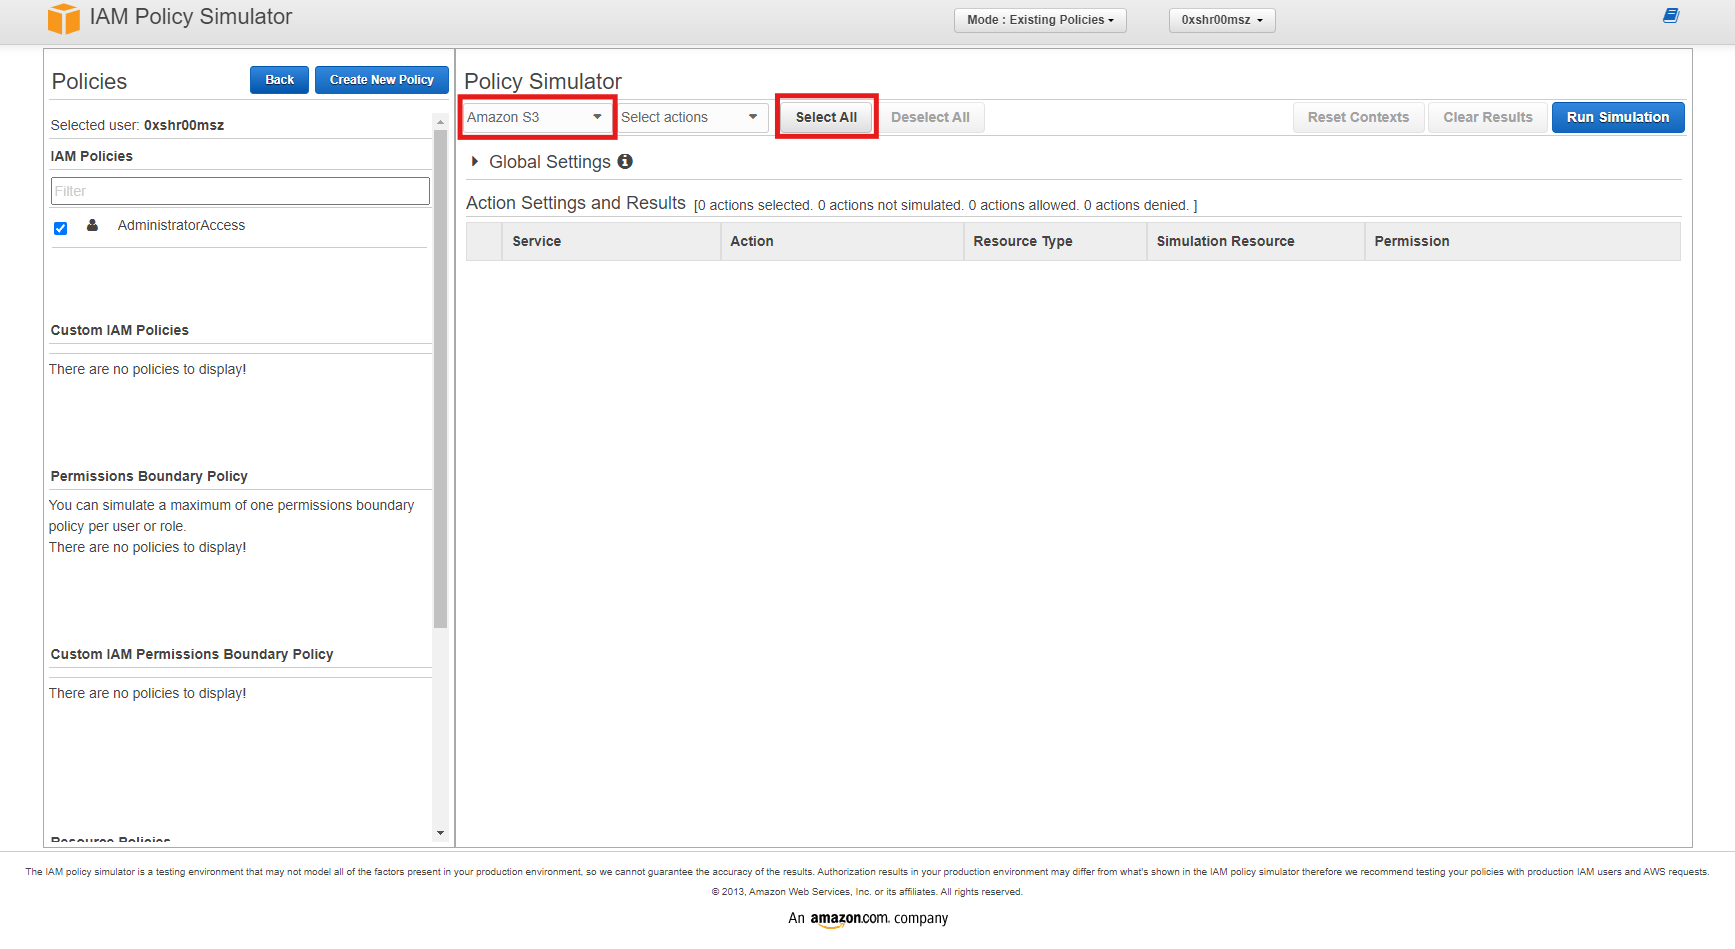 IAM Policy Simulator
Mode : Existing Policies
0xshr00msz
Policies
Back
Create New Policy
Selected user: 0xshr00msz
IAM Policies
Filter
AdministratorAccess
Custom IAM Policies
There are no policies to display!
Permissions Boundary Policy
You can simulate a maximum of one permissions boundary
policy per user or role.
There are no policies to display!
Custom IAM Permissions Boundary Policy
There are no policies to display!
Resource Policies
Policy Simulator
Amazon S3
Select actions
Select All
Deselect All
Reset Contexts
Clear Results
Run Simulation
Global Settings
Action Settings and Results [0 actions selected. 0 actions not simulated. 0 actions allowed. 0 actions denied. ]
Service Action Resource Type Simulation Resource Permission
The IAM policy simulator is a testing environment that may not model all of the factors present in your production environment, so we cannot guarantee the accuracy of the results. Authorization results in your production environment may differ from what's shown in the IAM policy simulator therefore we recommend testing your policies with production IAM users and AWS requests.
© 2013, Amazon Web Services, Inc. or its affiliates. All rights reserved.
An amazon.com. company